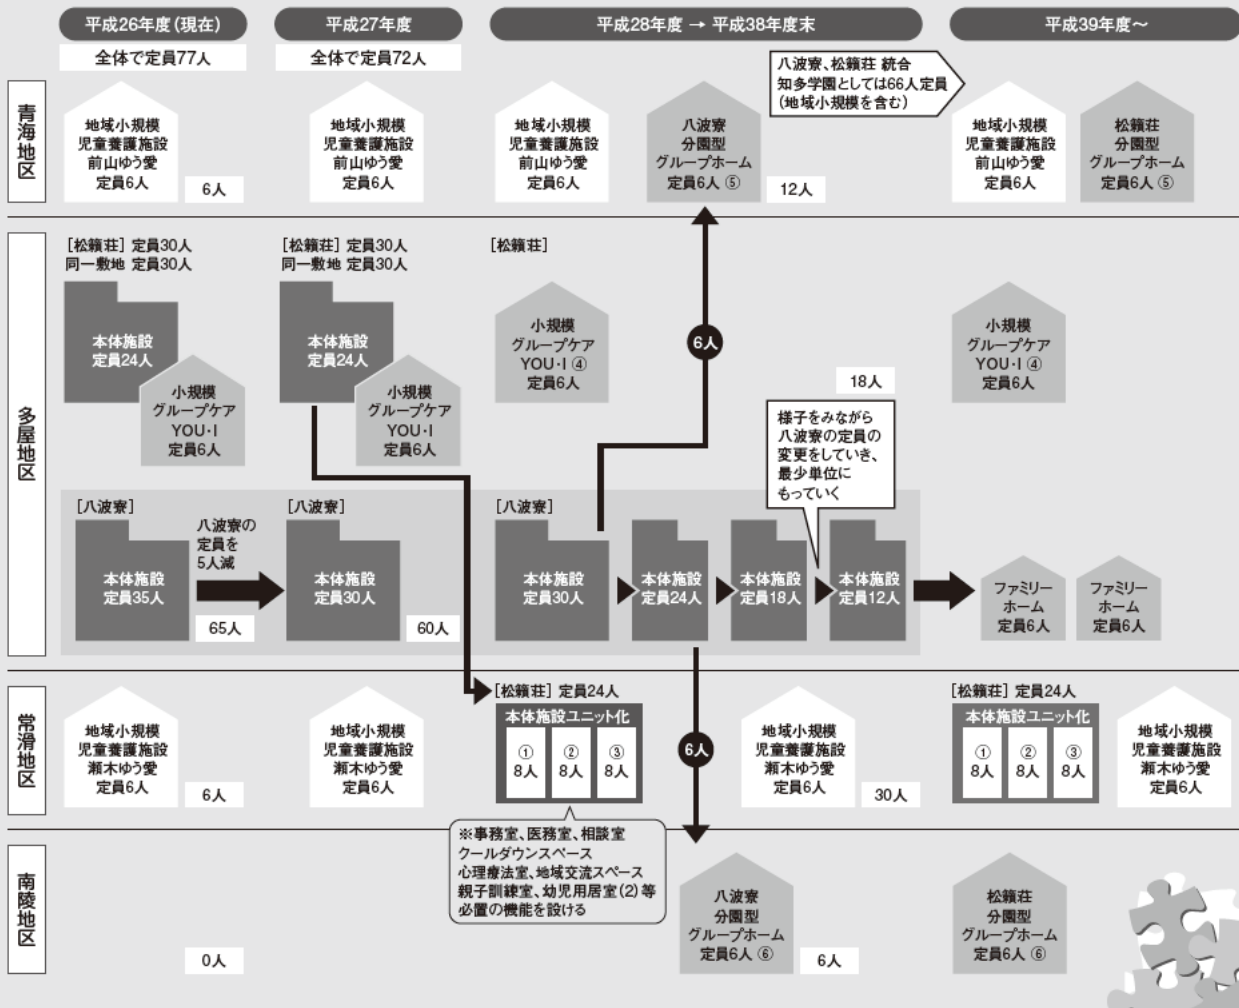 平成26年度(現在)
平成27年度
平成28年度 → 平成38年度末
平成39年度〜
全体で定員77人
全体で定員72人
八波寮、松籟荘 統合
知多学園としては66人定員
(地域小規模を含む)
青海地区
地域小規模
児童養護施設
前山ゆう愛
定員6人
6人
地域小規模
児童養護施設
前山ゆう愛
定員6人
地域小規模
児童養護施設
前山ゆう愛
定員6人
八波寮
分園型
グループホーム
定員6人 ⑤
12人
地域小規模
児童養護施設
前山ゆう愛
定員6人
松籟荘
分園型
グループホーム
定員6人 ⑤
多屋地区
[松籟荘] 定員30人
同一敷地 定員30人
本体施設
定員24人
小規模
グループケア
YOU・I
定員6人
[松籟荘] 定員30人
同一敷地 定員30人
本体施設
定員24人
小規模
グループケア
YOU・I
定員6人
[松籟荘]
小規模
グループケア
YOU・I ④
定員6人
6人
18人
様子をみながら
八波寮の定員の
変更をしていき、
最少単位に
もっていく
小規模
グループケア
YOU・I ④
定員6人
[八波寮]
本体施設
定員35人
八波寮の
定員を
5人減
65人
[八波寮]
本体施設
定員30人
60人
[八波寮]
本体施設
定員30人
本体施設
定員24人
本体施設
定員18人
本体施設
定員12人
ファミリー
ホーム
定員6人
ファミリー
ホーム
定員6人
常滑地区
地域小規模
児童養護施設
瀬木ゆう愛
定員6人
6人
地域小規模
児童養護施設
瀬木ゆう愛
定員6人
[松籟荘] 定員24人
本体施設ユニット化
①
8人
②
8人
③
8人
6人
地域小規模
児童養護施設
瀬木ゆう愛
定員6人
30人
[松籟荘] 定員24人
本体施設ユニット化
①
8人
②
8人
③
8人
地域小規模
児童養護施設
瀬木ゆう愛
定員6人
※事務室、医務室、相談室
クールダウンスペース
心理療法室、地域交流スペース
親子訓練室、幼児用居室(2)等
必置の機能を設ける
南陵地区
0人
八波寮
分園型
グループホーム
定員6人 ⑥
6人
松籟荘
分園型
グループホーム
定員6人 ⑥